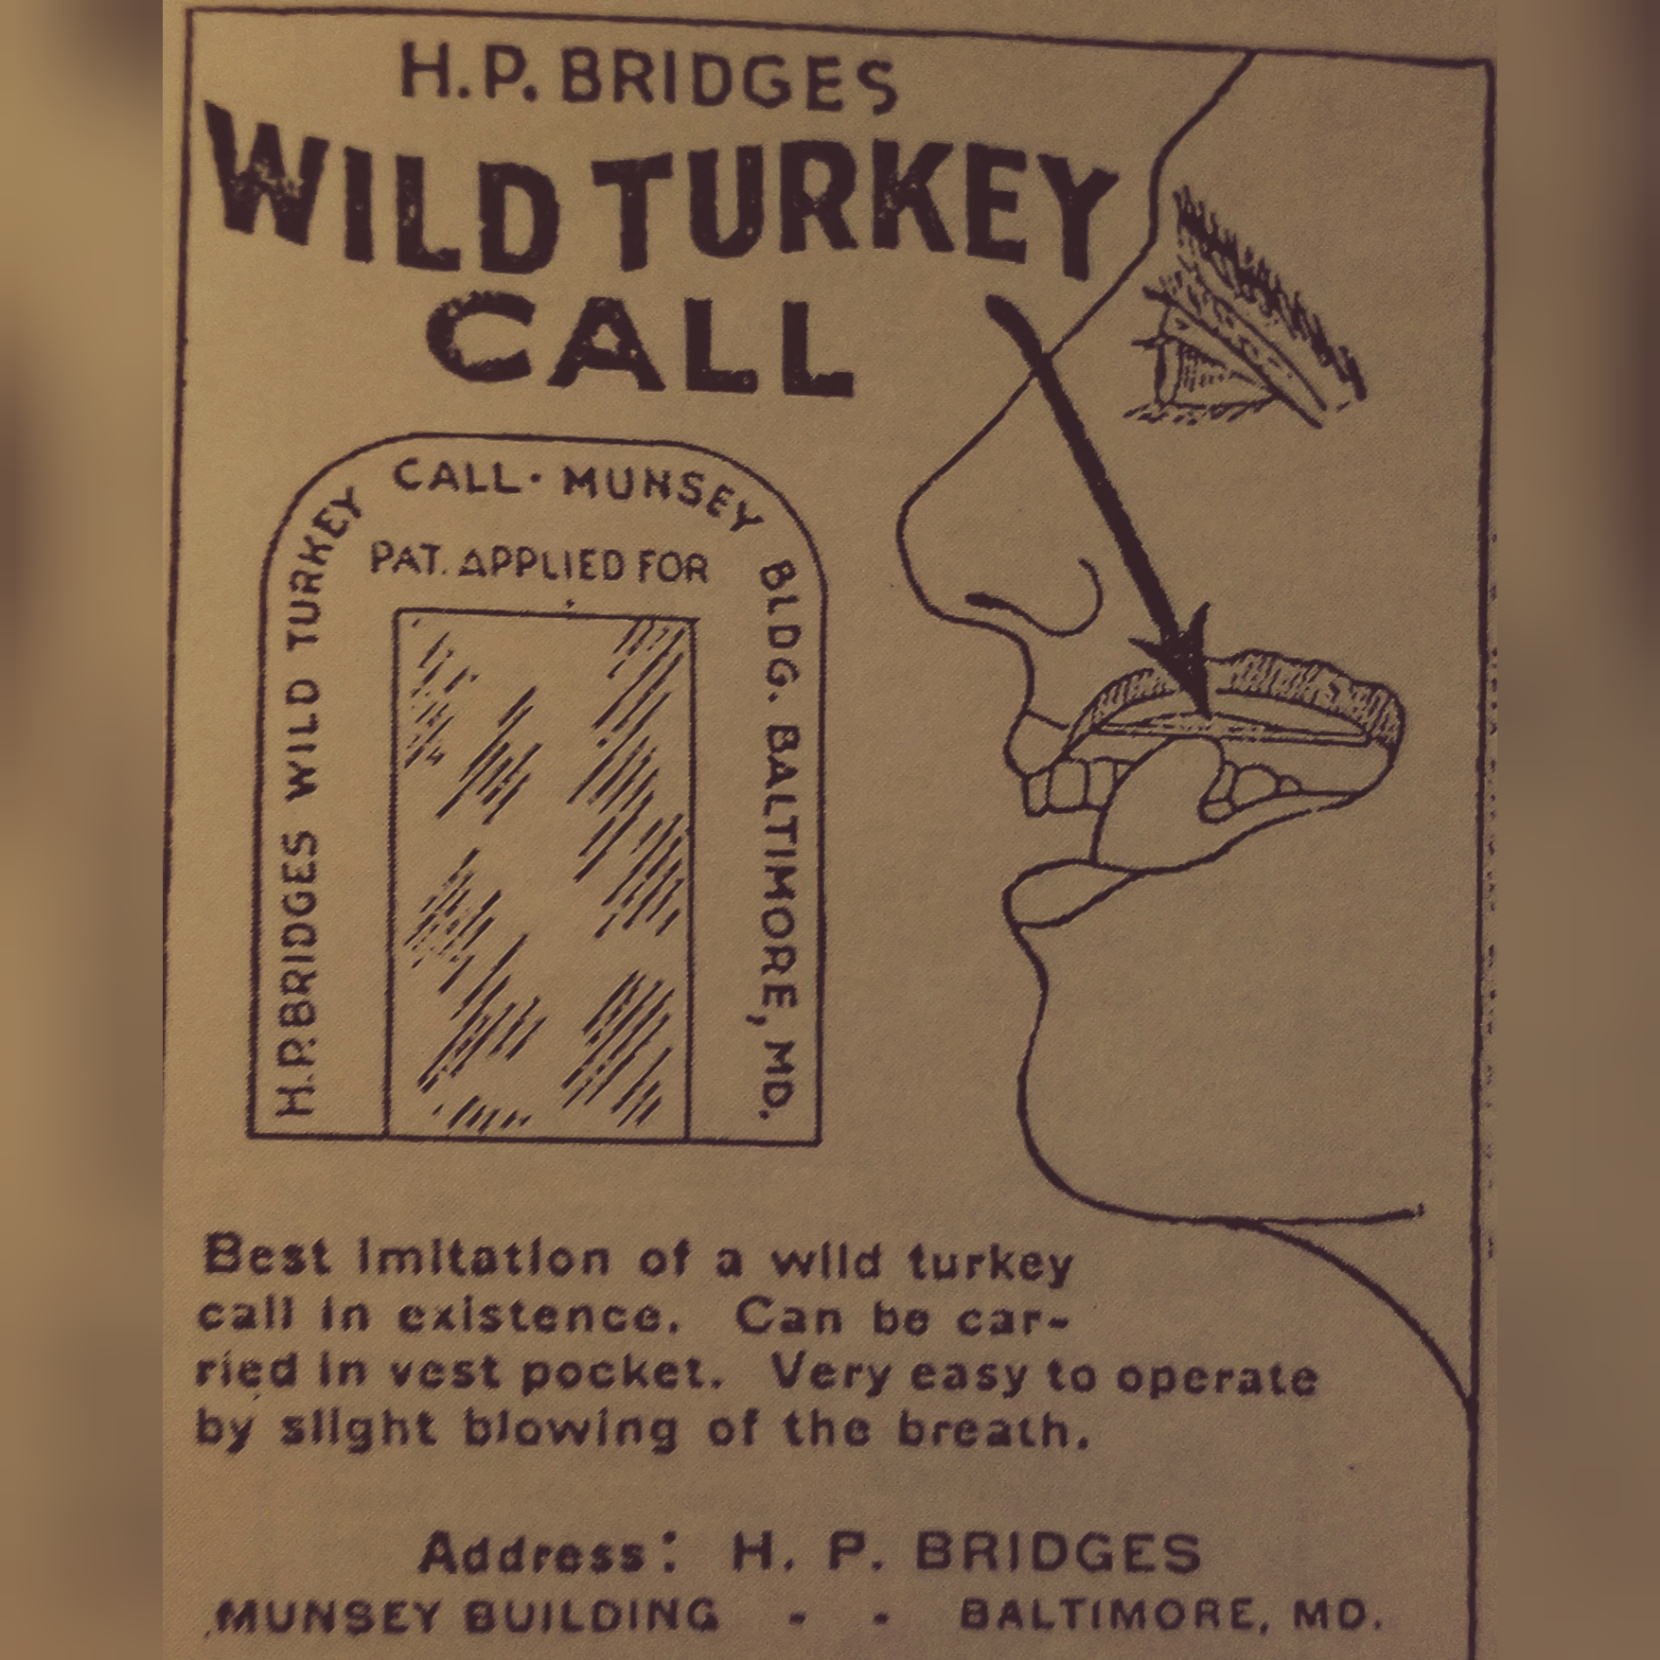 H.P. BRIDGES
WILD TURKEY
CALL
H.P. BRIDGES WILD TURKEY CALL • MUNSEY BLDG. BALTIMORE, MD.
PAT. APPLIED FOR
Best imitation of a wild turkey
call in existence. Can be car-
ried in vest pocket. Very easy to operate
by slight blowing of the breath.
Address: H. P. BRIDGES
MUNSEY BUILDING - - BALTIMORE, MD.